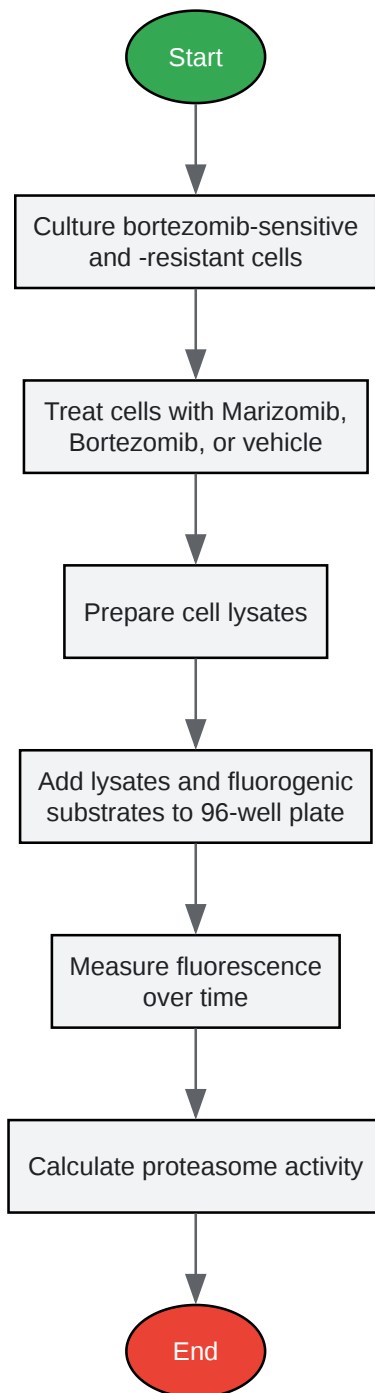 Start
Culture bortezomib-sensitive
and -resistant cells
Treat cells with Marizomib,
Bortezomib, or vehicle
Prepare cell lysates
Add lysates and fluorogenic
substrates to 96-well plate
Measure fluorescence
over time
Calculate proteasome activity
End